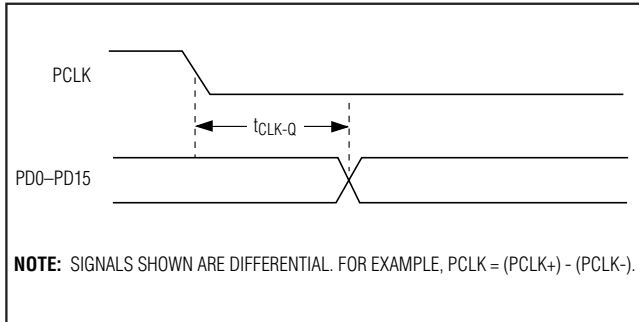 PCLK
tCLK-Q
PD0–PD15
NOTE: SIGNALS SHOWN ARE DIFFERENTIAL. FOR EXAMPLE, PCLK = (PCLK+) - (PCLK-).